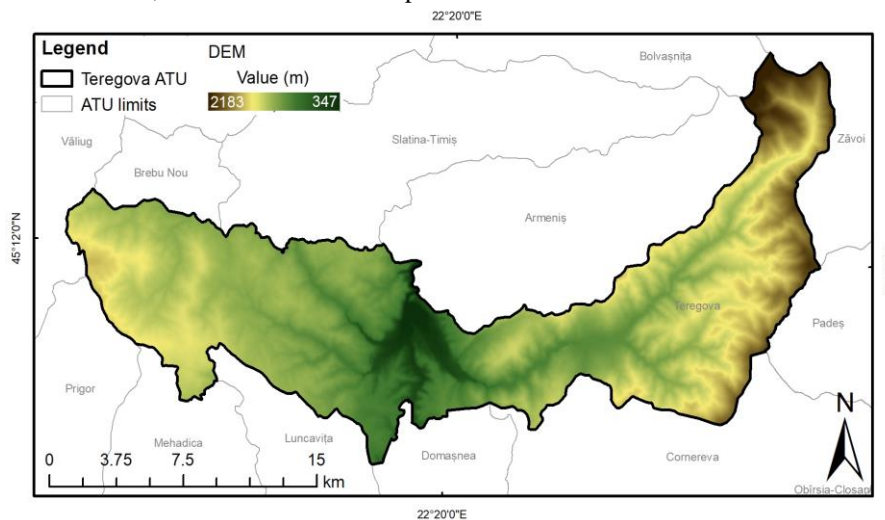 22°20'0"E
Legend
Teregova ATU
ATU limits
DEM
Value (m)
2183 347
Bolvașnița
Văliug
Brebu Nou
Slatina-Timiș
Zăvoi
Armeniș
45°12'0"N
Teregova
Padeș
Prigor
Mehadica
Luncavița
Domașnea
Cornereva
N
0 3.75 7.5 15
km
Obîrsia-Cloșani
22°20'0"E